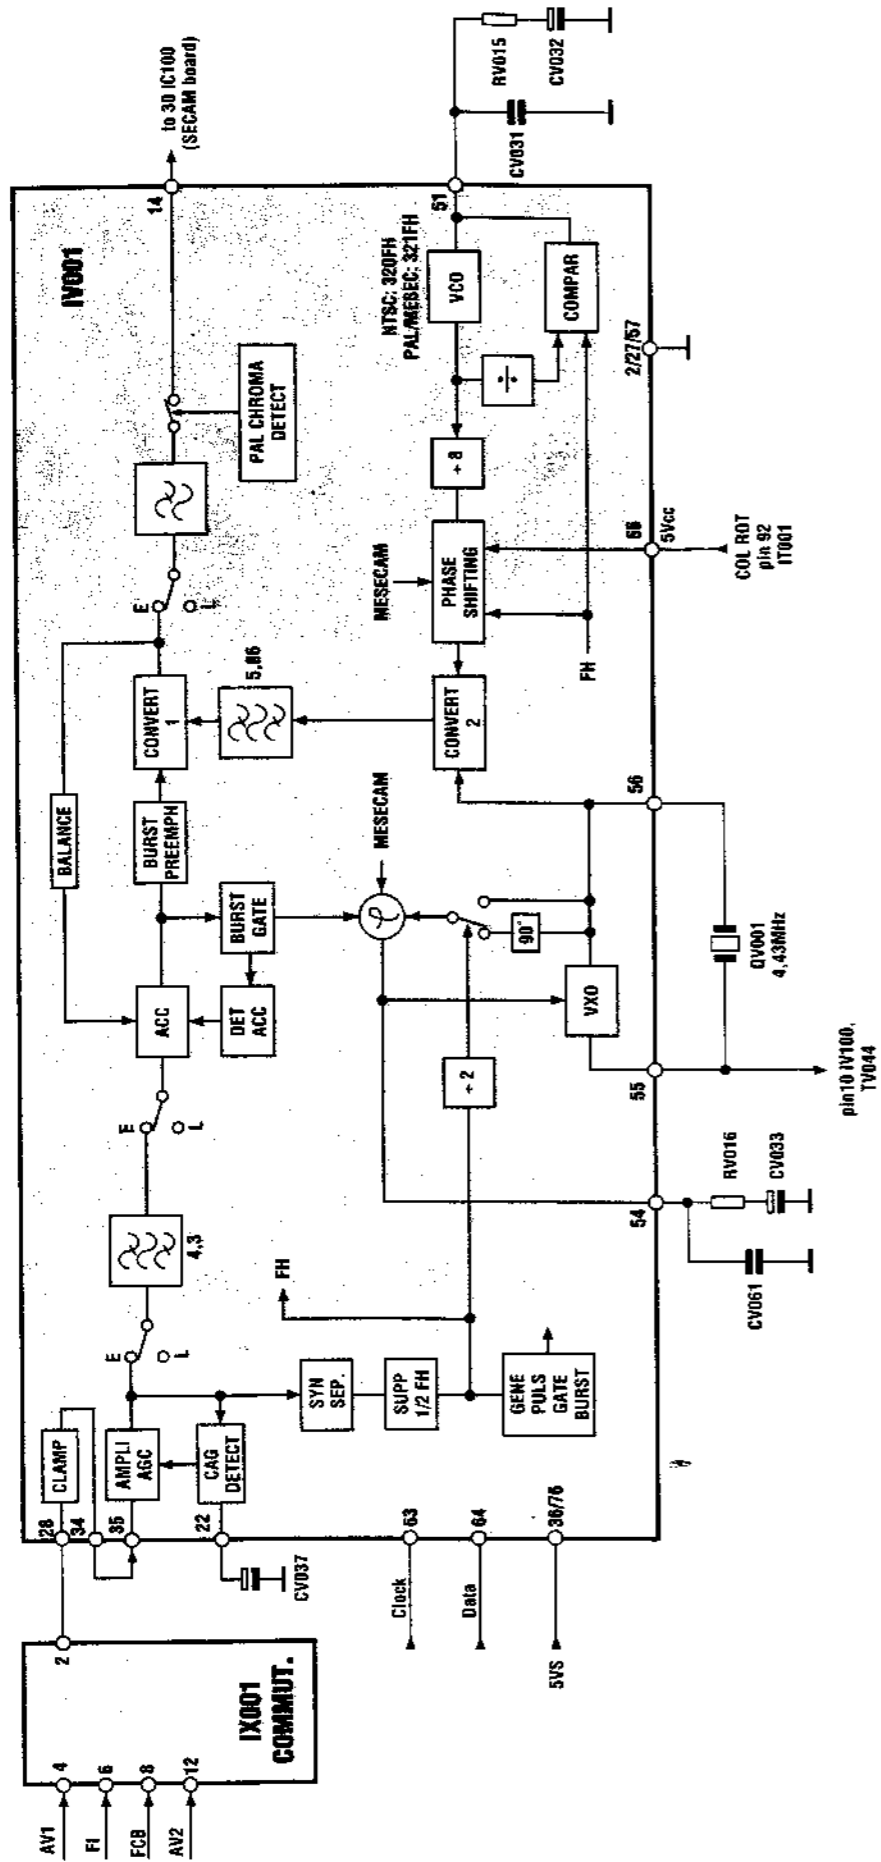 AV1
FI
FCB
AV2
4
6
8
12
2
IX001
COMMUT.
28
34
35
22
CV037
CLAMP
AMPLI
AGC
CAG
DETECT
E
L
4,3
E
L
ACC
BALANCE
BURST
PREEMPH
CONVERT
1
E
L
PAL CHROMA
DETECT
14
to 30 IC100
(SECAM board)
IV001
DET
ACC
BURST
GATE
5,06
SYN
SEP.
SUPP
1/2 FH
GENE
PULS
GATE
BURST
FH
÷2
MESECAM
90°
VXO
CONVERT
2
MESECAM
PHASE
SHIFTING
÷8
÷
NTSC: 320FH
PAL/MESEC: 321FH
VCO
COMPAR
FH
51
CV031
RV015
CV032
Clock
63
Data
64
5VS
36/76
54
CV061
RV016
CV033
55
pin10 IV100,
TV044
QV001
4,43MHz
56
66
5Vcc
COL ROT
pin 92
IT001
2/27/57